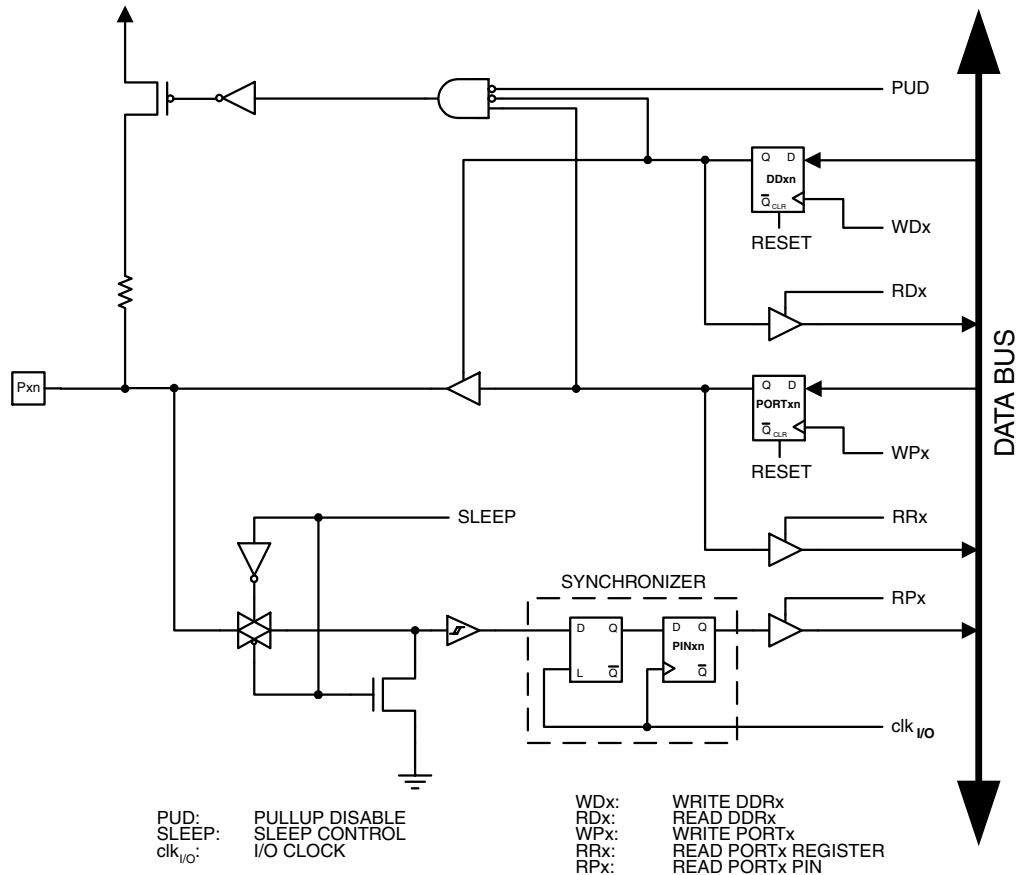 PUD
Q D
DDxn
Q̅ CLR
WDx
RESET
RDx
Pxn
Q D
PORTxn
Q̅ CLR
WPx
RESET
DATA BUS
SLEEP
RRx
SYNCHRONIZER
RPx
D Q
L Q̅
D Q
PINxn
Q̅
clk I/O
PUD: PULLUP DISABLE
SLEEP: SLEEP CONTROL
clkI/O: I/O CLOCK
WDx: WRITE DDRx
RDx: READ DDRx
WPx: WRITE PORTx
RRx: READ PORTx REGISTER
RPx: READ PORTx PIN